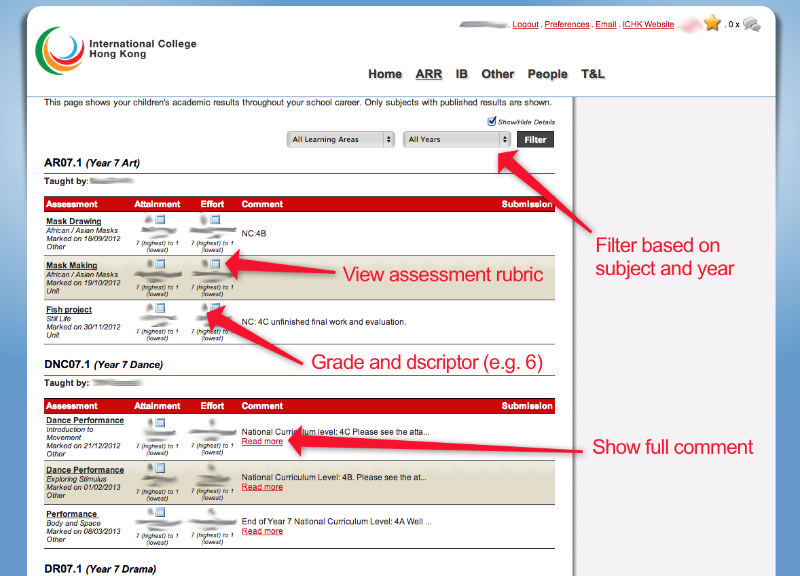 Logout . Preferences . Email . ICHK Website . 0 x
International College
Hong Kong
Home ARR IB Other People T&L
This page shows your children's academic results throughout your school career. Only subjects with published results are shown.
Show/Hide Details
All Learning Areas All Years Filter
AR07.1 (Year 7 Art)
Taught by:
Assessment Attainment Effort Comment Submission
Mask Drawing
African / Asian Masks
Marked on 18/09/2012
Other
7 (highest) to 1
(lowest)
7 (highest) to 1
(lowest)
NC:4B
Mask Making
African / Asian Masks
Marked on 19/10/2012
Unit
7 (highest) to 1
(lowest)
7 (highest) to 1
(lowest)
Fish project
Still Life
Marked on 30/11/2012
Unit
7 (highest) to 1
(lowest)
7 (highest) to 1
(lowest)
NC: 4C unfinished final work and evaluation.
Filter based on
subject and year
View assessment rubric
Grade and dscriptor (e.g. 6)
DNC07.1 (Year 7 Dance)
Taught by:
Assessment Attainment Effort Comment Submission
Dance Performance
Introduction to
Movement
Marked on 21/12/2012
Other
7 (highest) to 1
(lowest)
7 (highest) to 1
(lowest)
National Curriculum level: 4C Please see the atta...
Read more
Show full comment
Dance Performance
Exploring Stimulus
Marked on 01/02/2013
Other
7 (highest) to 1
(lowest)
7 (highest) to 1
(lowest)
National Curriculum Level: 4B. Please see the at...
Read more
Performance
Body and Space
Marked on 08/03/2013
Other
7 (highest) to 1
(lowest)
7 (highest) to 1
(lowest)
End of Year 7 National Curriculum Level: 4A Well ...
Read more
DR07.1 (Year 7 Drama)